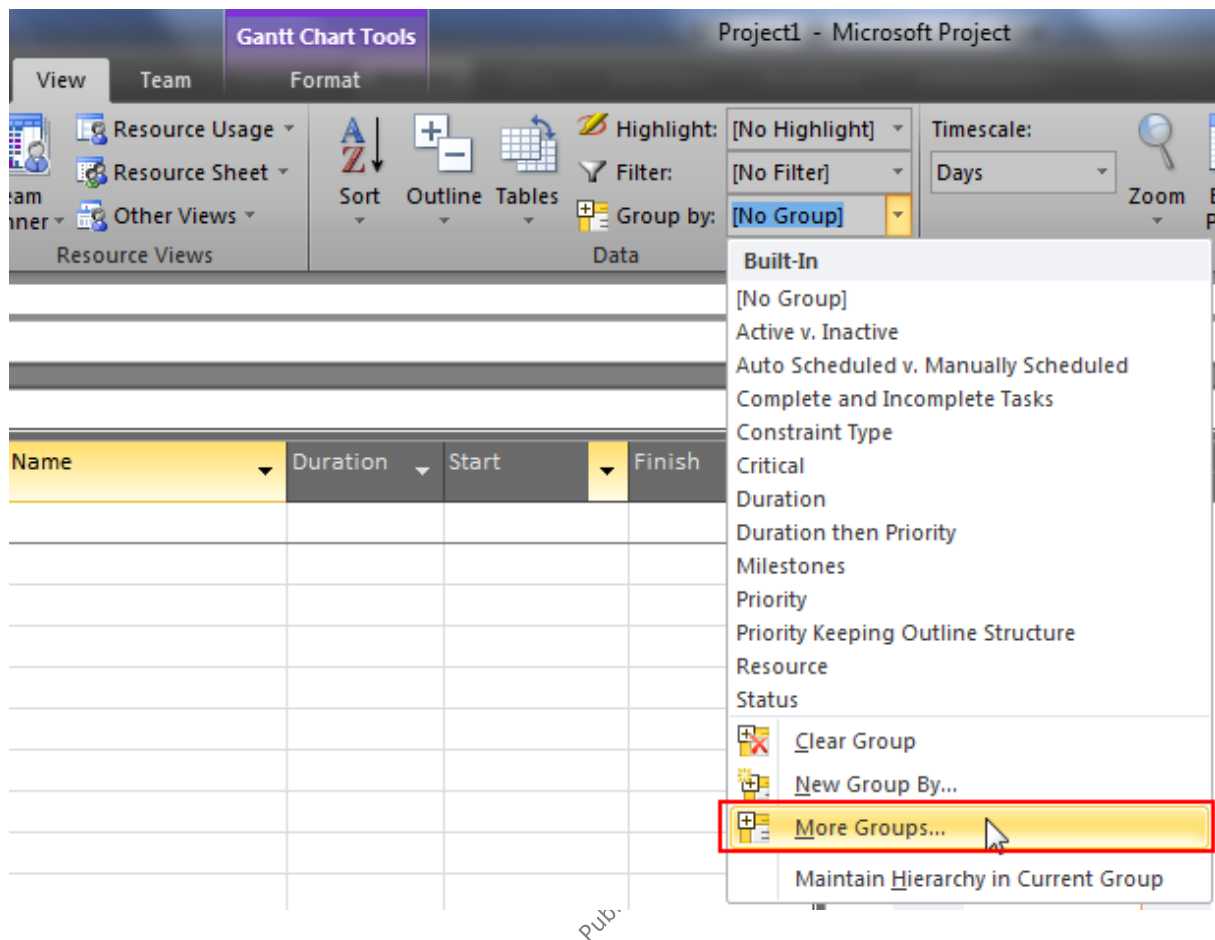 Gantt Chart Tools
Project1 - Microsoft Project
View Team Format
Resource Usage
Resource Sheet
Other Views
Resource Views
Sort Outline Tables
Highlight: [No Highlight]
Filter: [No Filter]
Group by: [No Group]
Data
Timescale:
Days
Zoom
Built-In
[No Group]
Active v. Inactive
Auto Scheduled v. Manually Scheduled
Complete and Incomplete Tasks
Constraint Type
Name Duration Start Finish
Critical
Duration
Duration then Priority
Milestones
Priority
Priority Keeping Outline Structure
Resource
Status
Clear Group
New Group By...
More Groups...
Maintain Hierarchy in Current Group